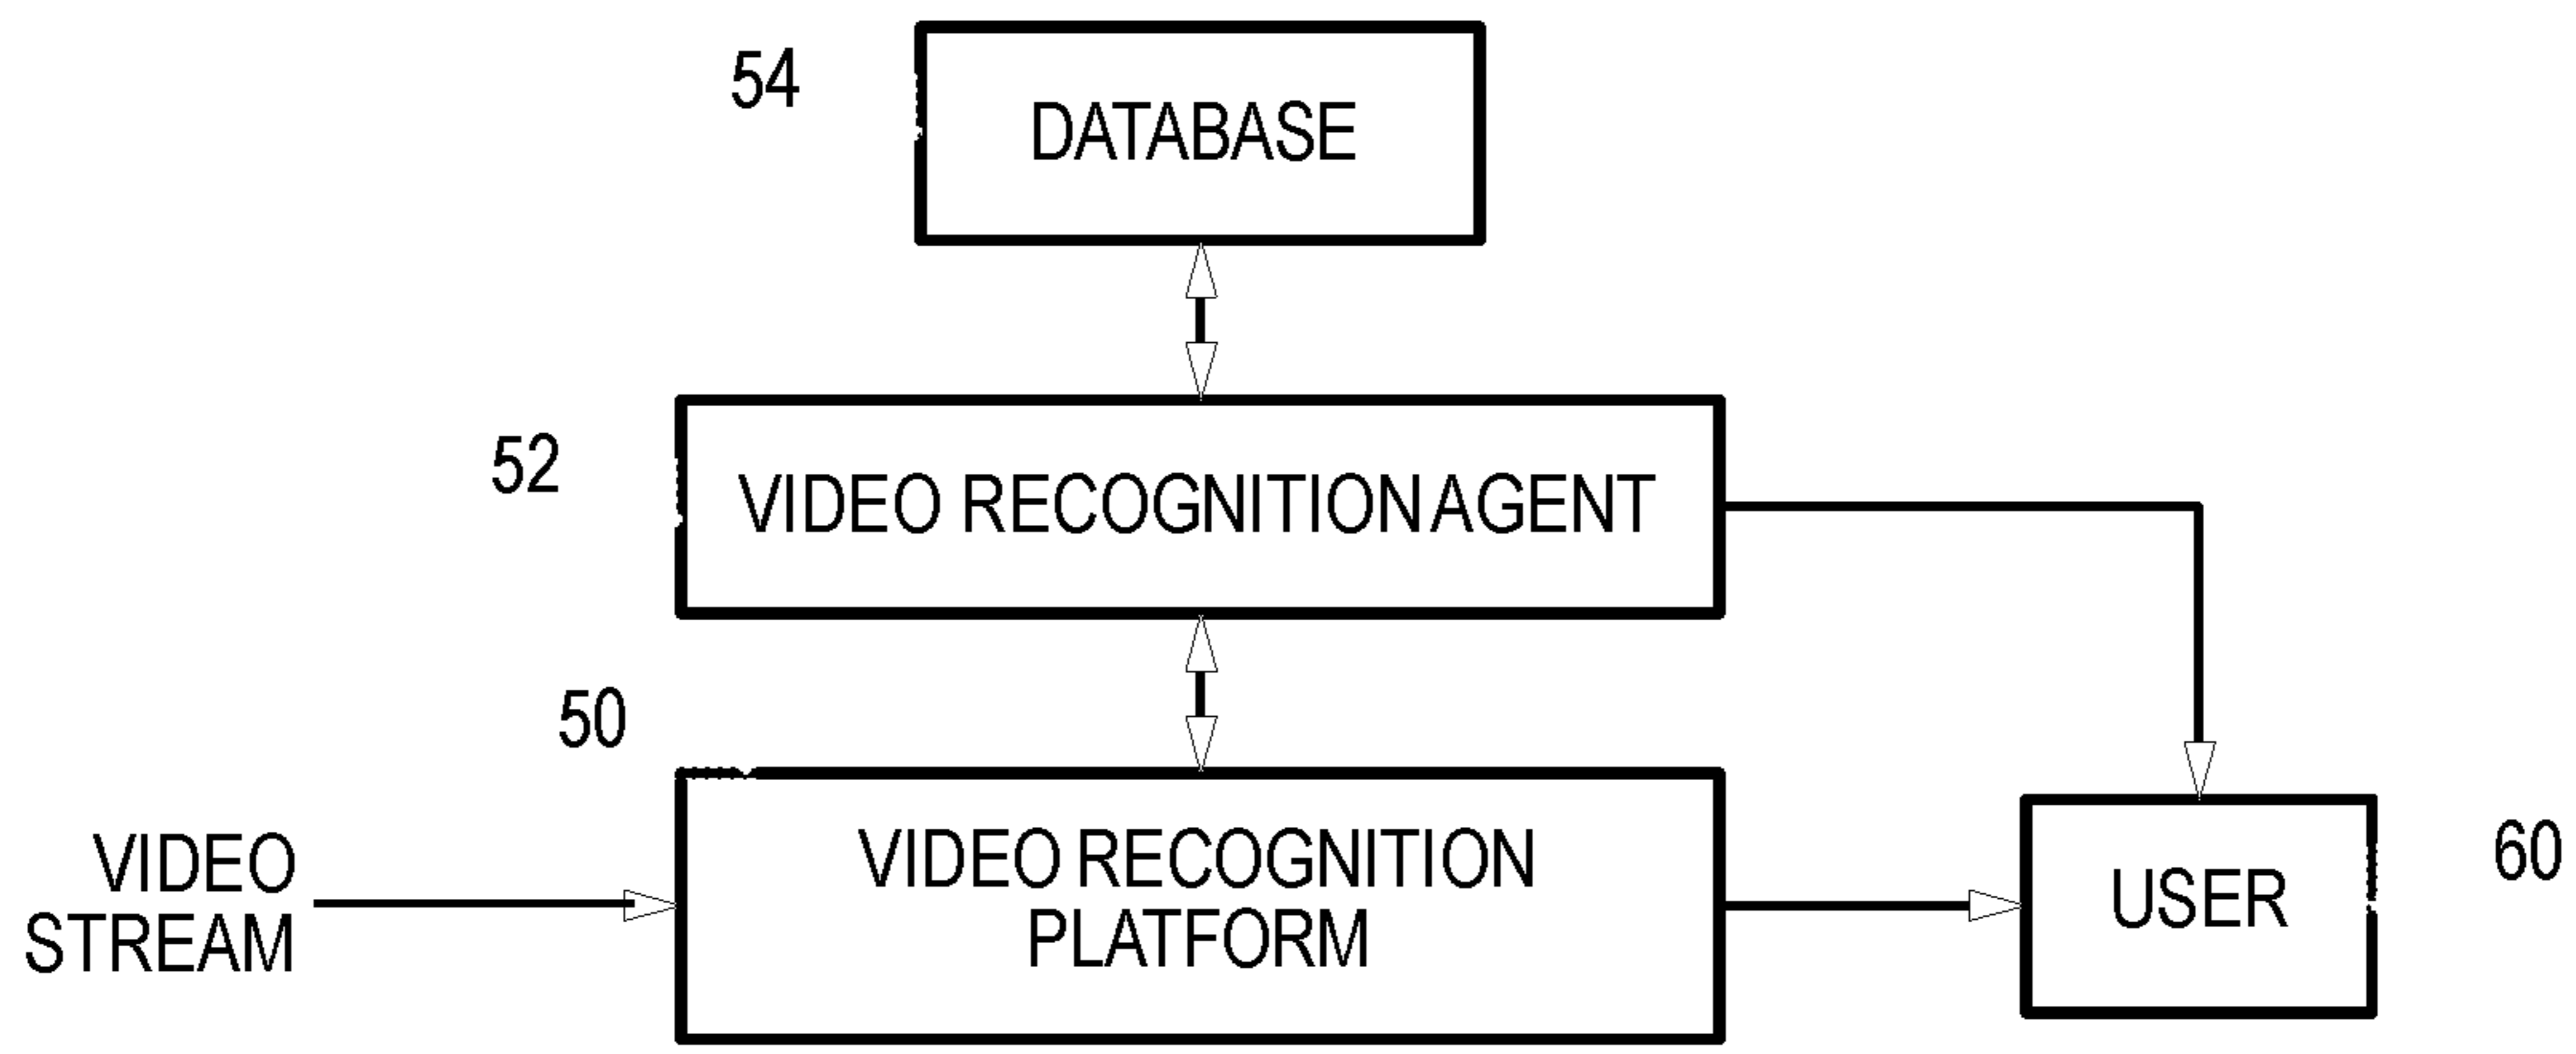 54
DATABASE
52
VIDEO RECOGNITION AGENT
50
VIDEO
STREAM
VIDEO RECOGNITION
PLATFORM
USER
60